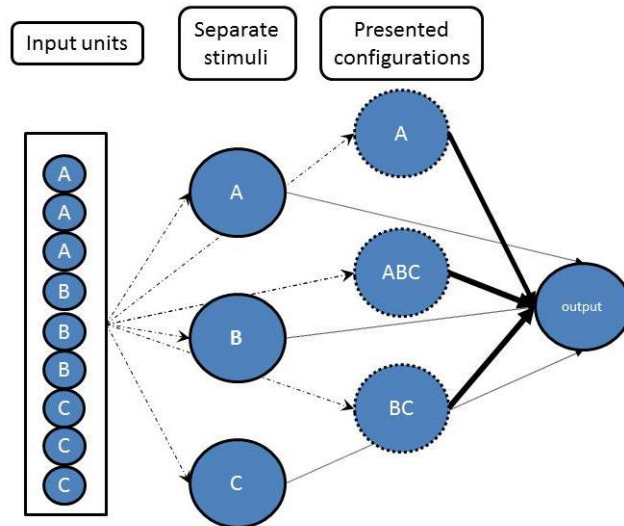 Input units
Separate
stimuli
Presented
configurations
A
A
A
B
B
B
C
C
C
A
B
C
A
ABC
BC
output